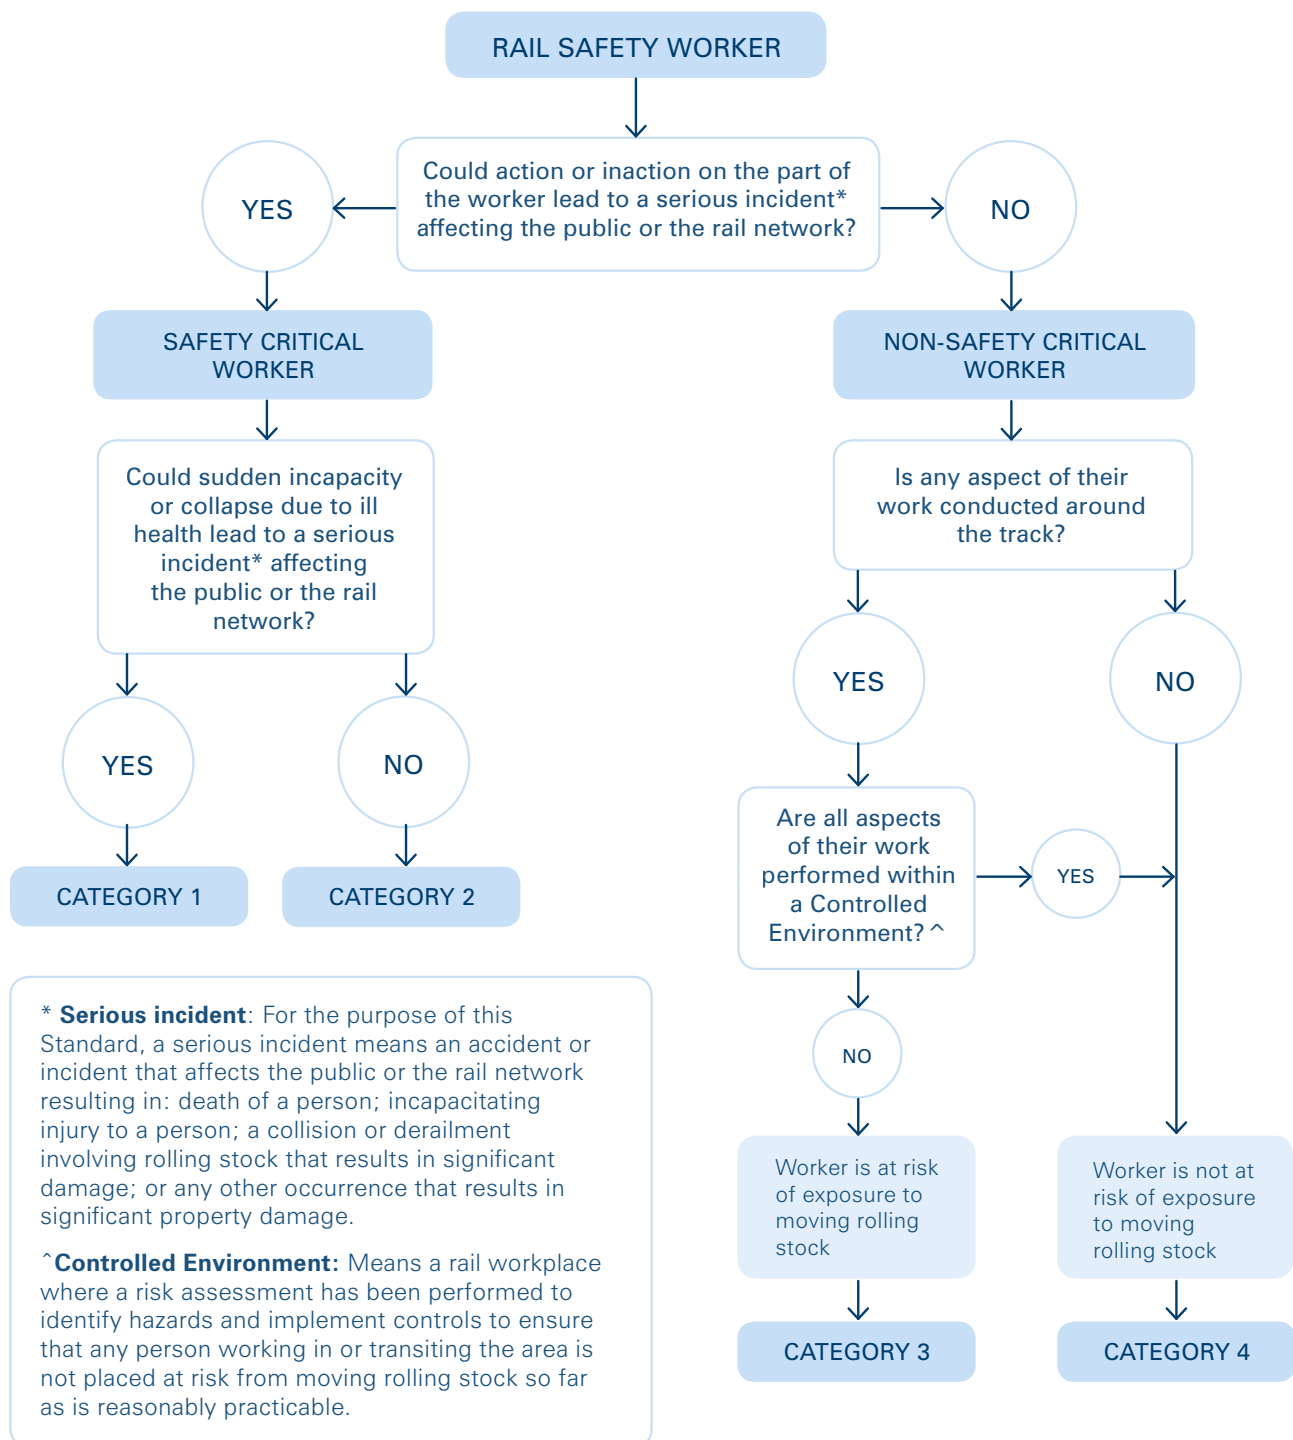 RAIL SAFETY WORKER
Could action or inaction on the part of
the worker lead to a serious incident*
affecting the public or the rail network?
YES
NO
SAFETY CRITICAL
WORKER
NON-SAFETY CRITICAL
WORKER
Could sudden incapacity
or collapse due to ill
health lead to a serious
incident* affecting
the public or the rail
network?
Is any aspect of their
work conducted around
the track?
YES
NO
YES
NO
CATEGORY 1
CATEGORY 2
Are all aspects
of their work
performed within
a Controlled
Environment? ^
YES
NO
Worker is at risk
of exposure to
moving rolling
stock
Worker is not at
risk of exposure
to moving
rolling stock
CATEGORY 3
CATEGORY 4
* Serious incident: For the purpose of this
Standard, a serious incident means an accident or
incident that affects the public or the rail network
resulting in: death of a person; incapacitating
injury to a person; a collision or derailment
involving rolling stock that results in significant
damage; or any other occurrence that results in
significant property damage.
^Controlled Environment: Means a rail workplace
where a risk assessment has been performed to
identify hazards and implement controls to ensure
that any person working in or transiting the area is
not placed at risk from moving rolling stock so far
as is reasonably practicable.